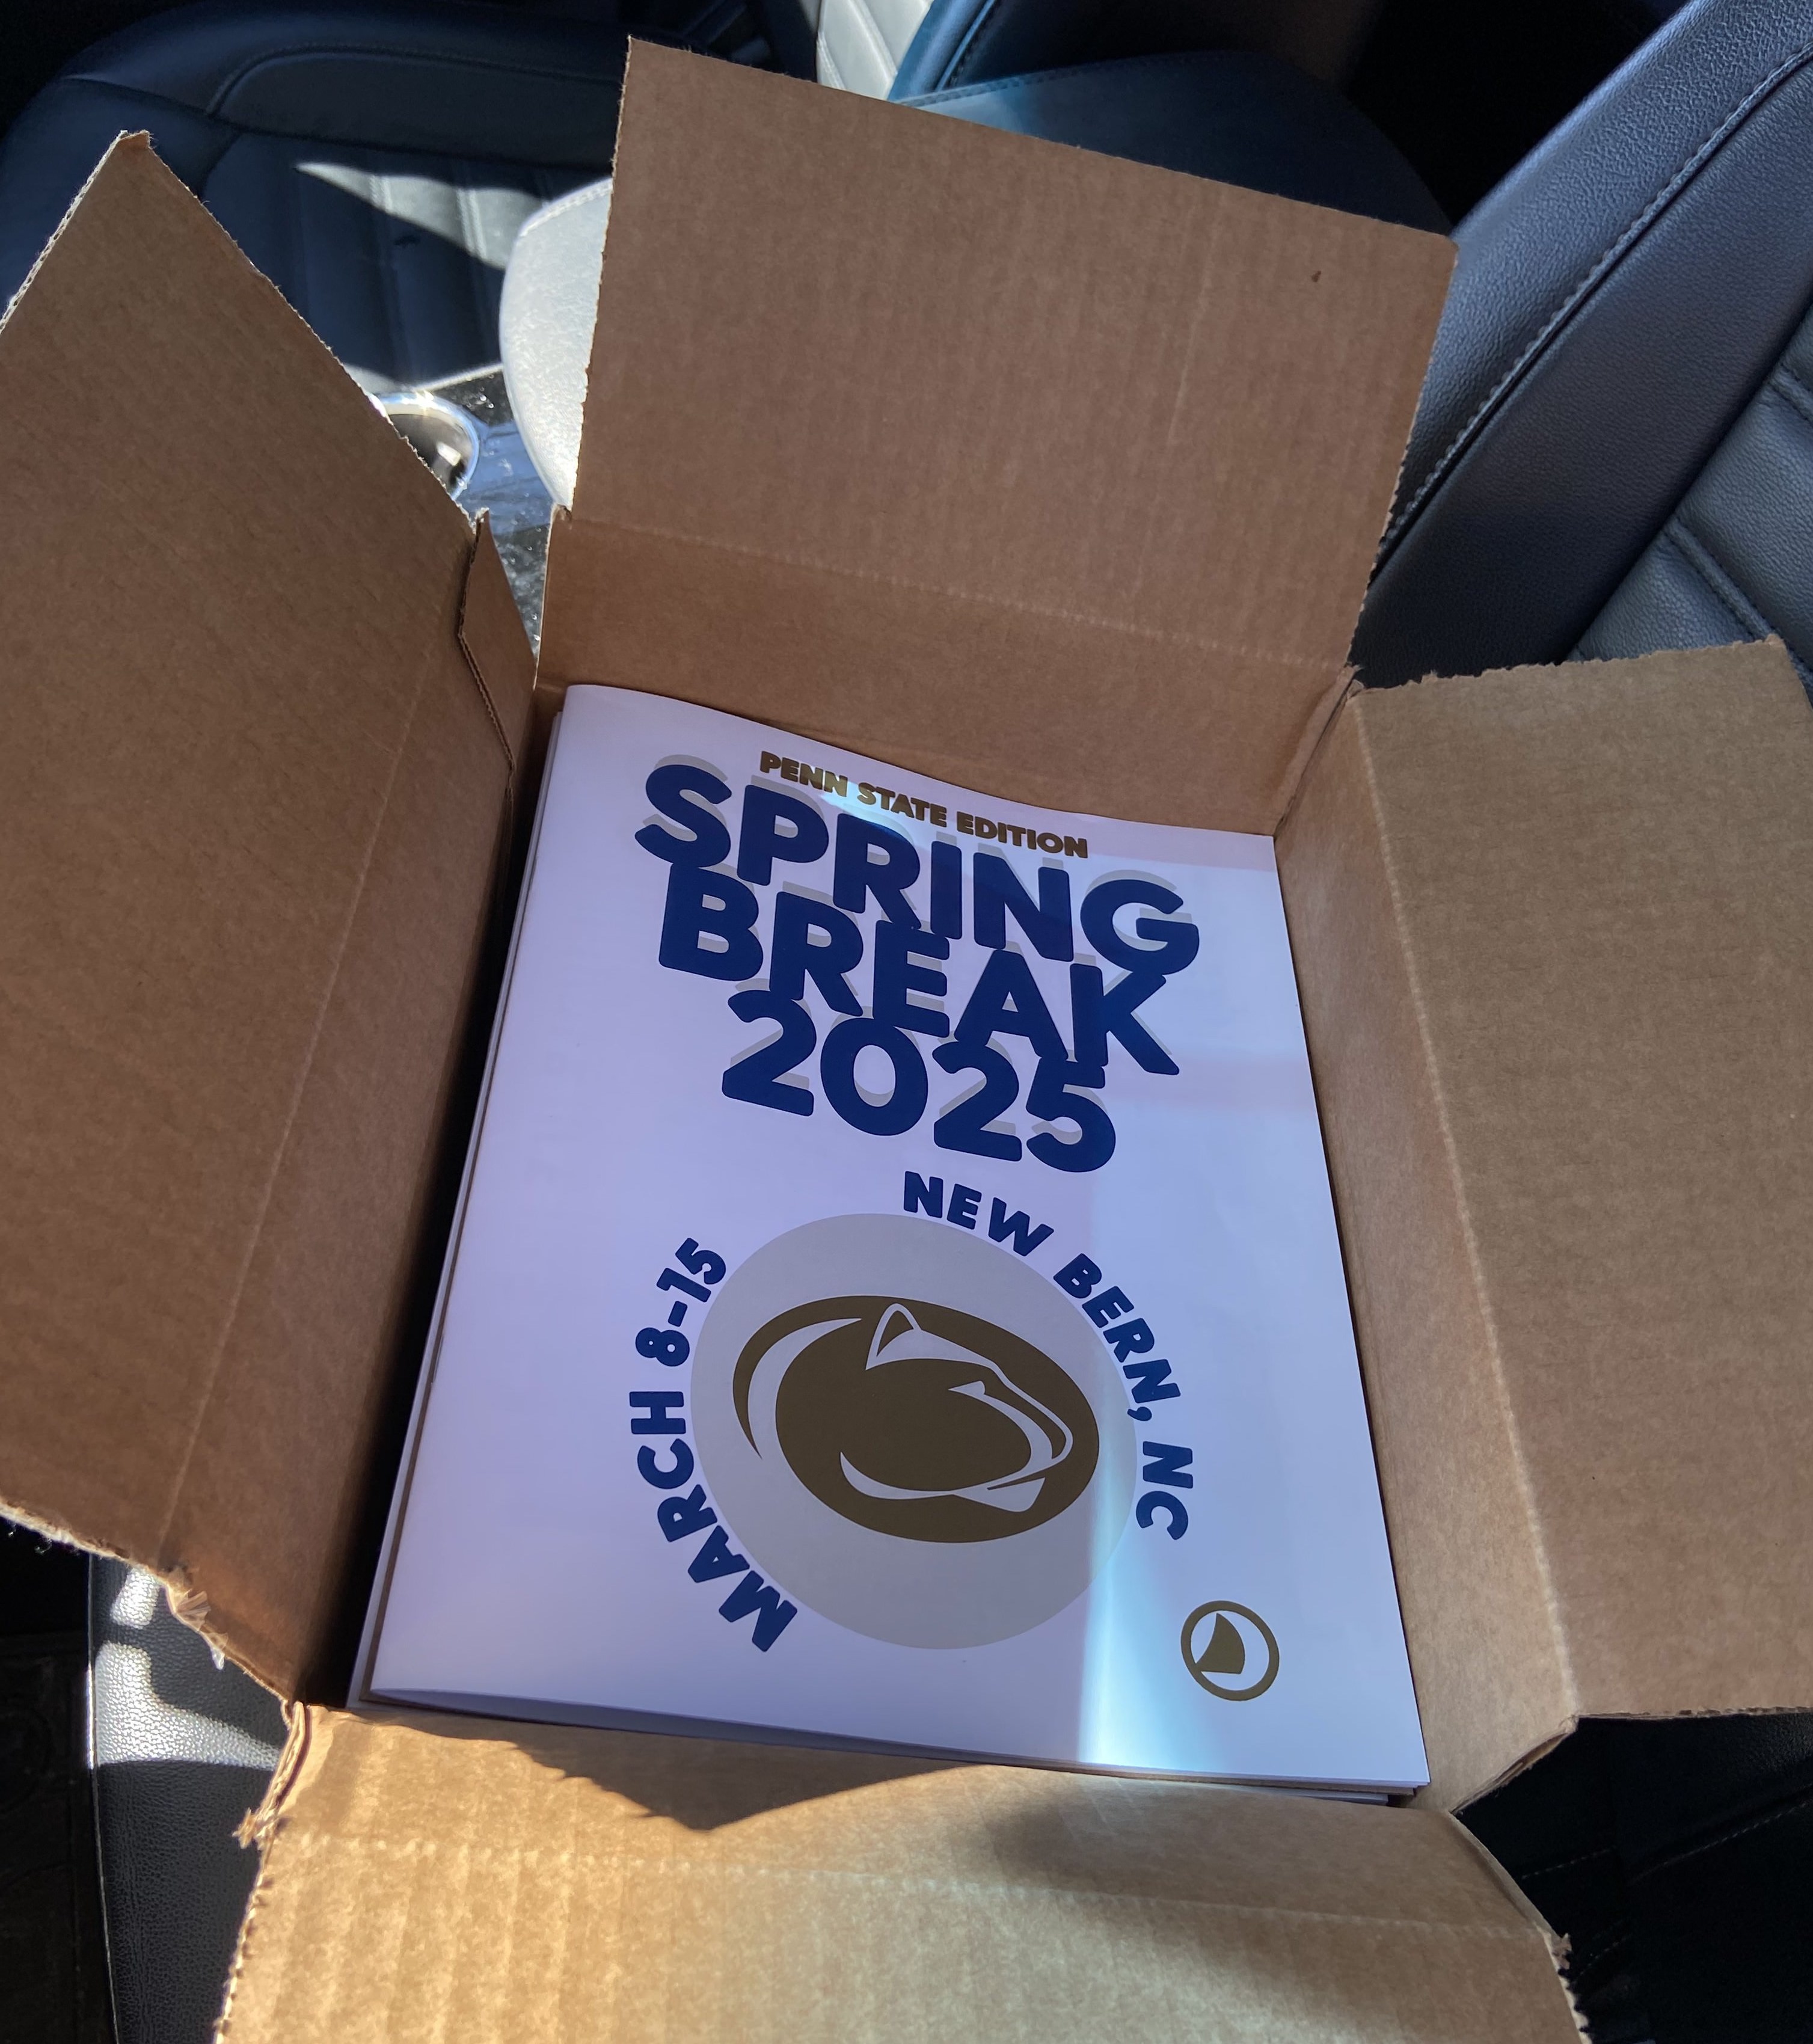 PENN STATE EDITION
SPRING
BREAK
2025
MARCH 8-15
NEW BERN, NC